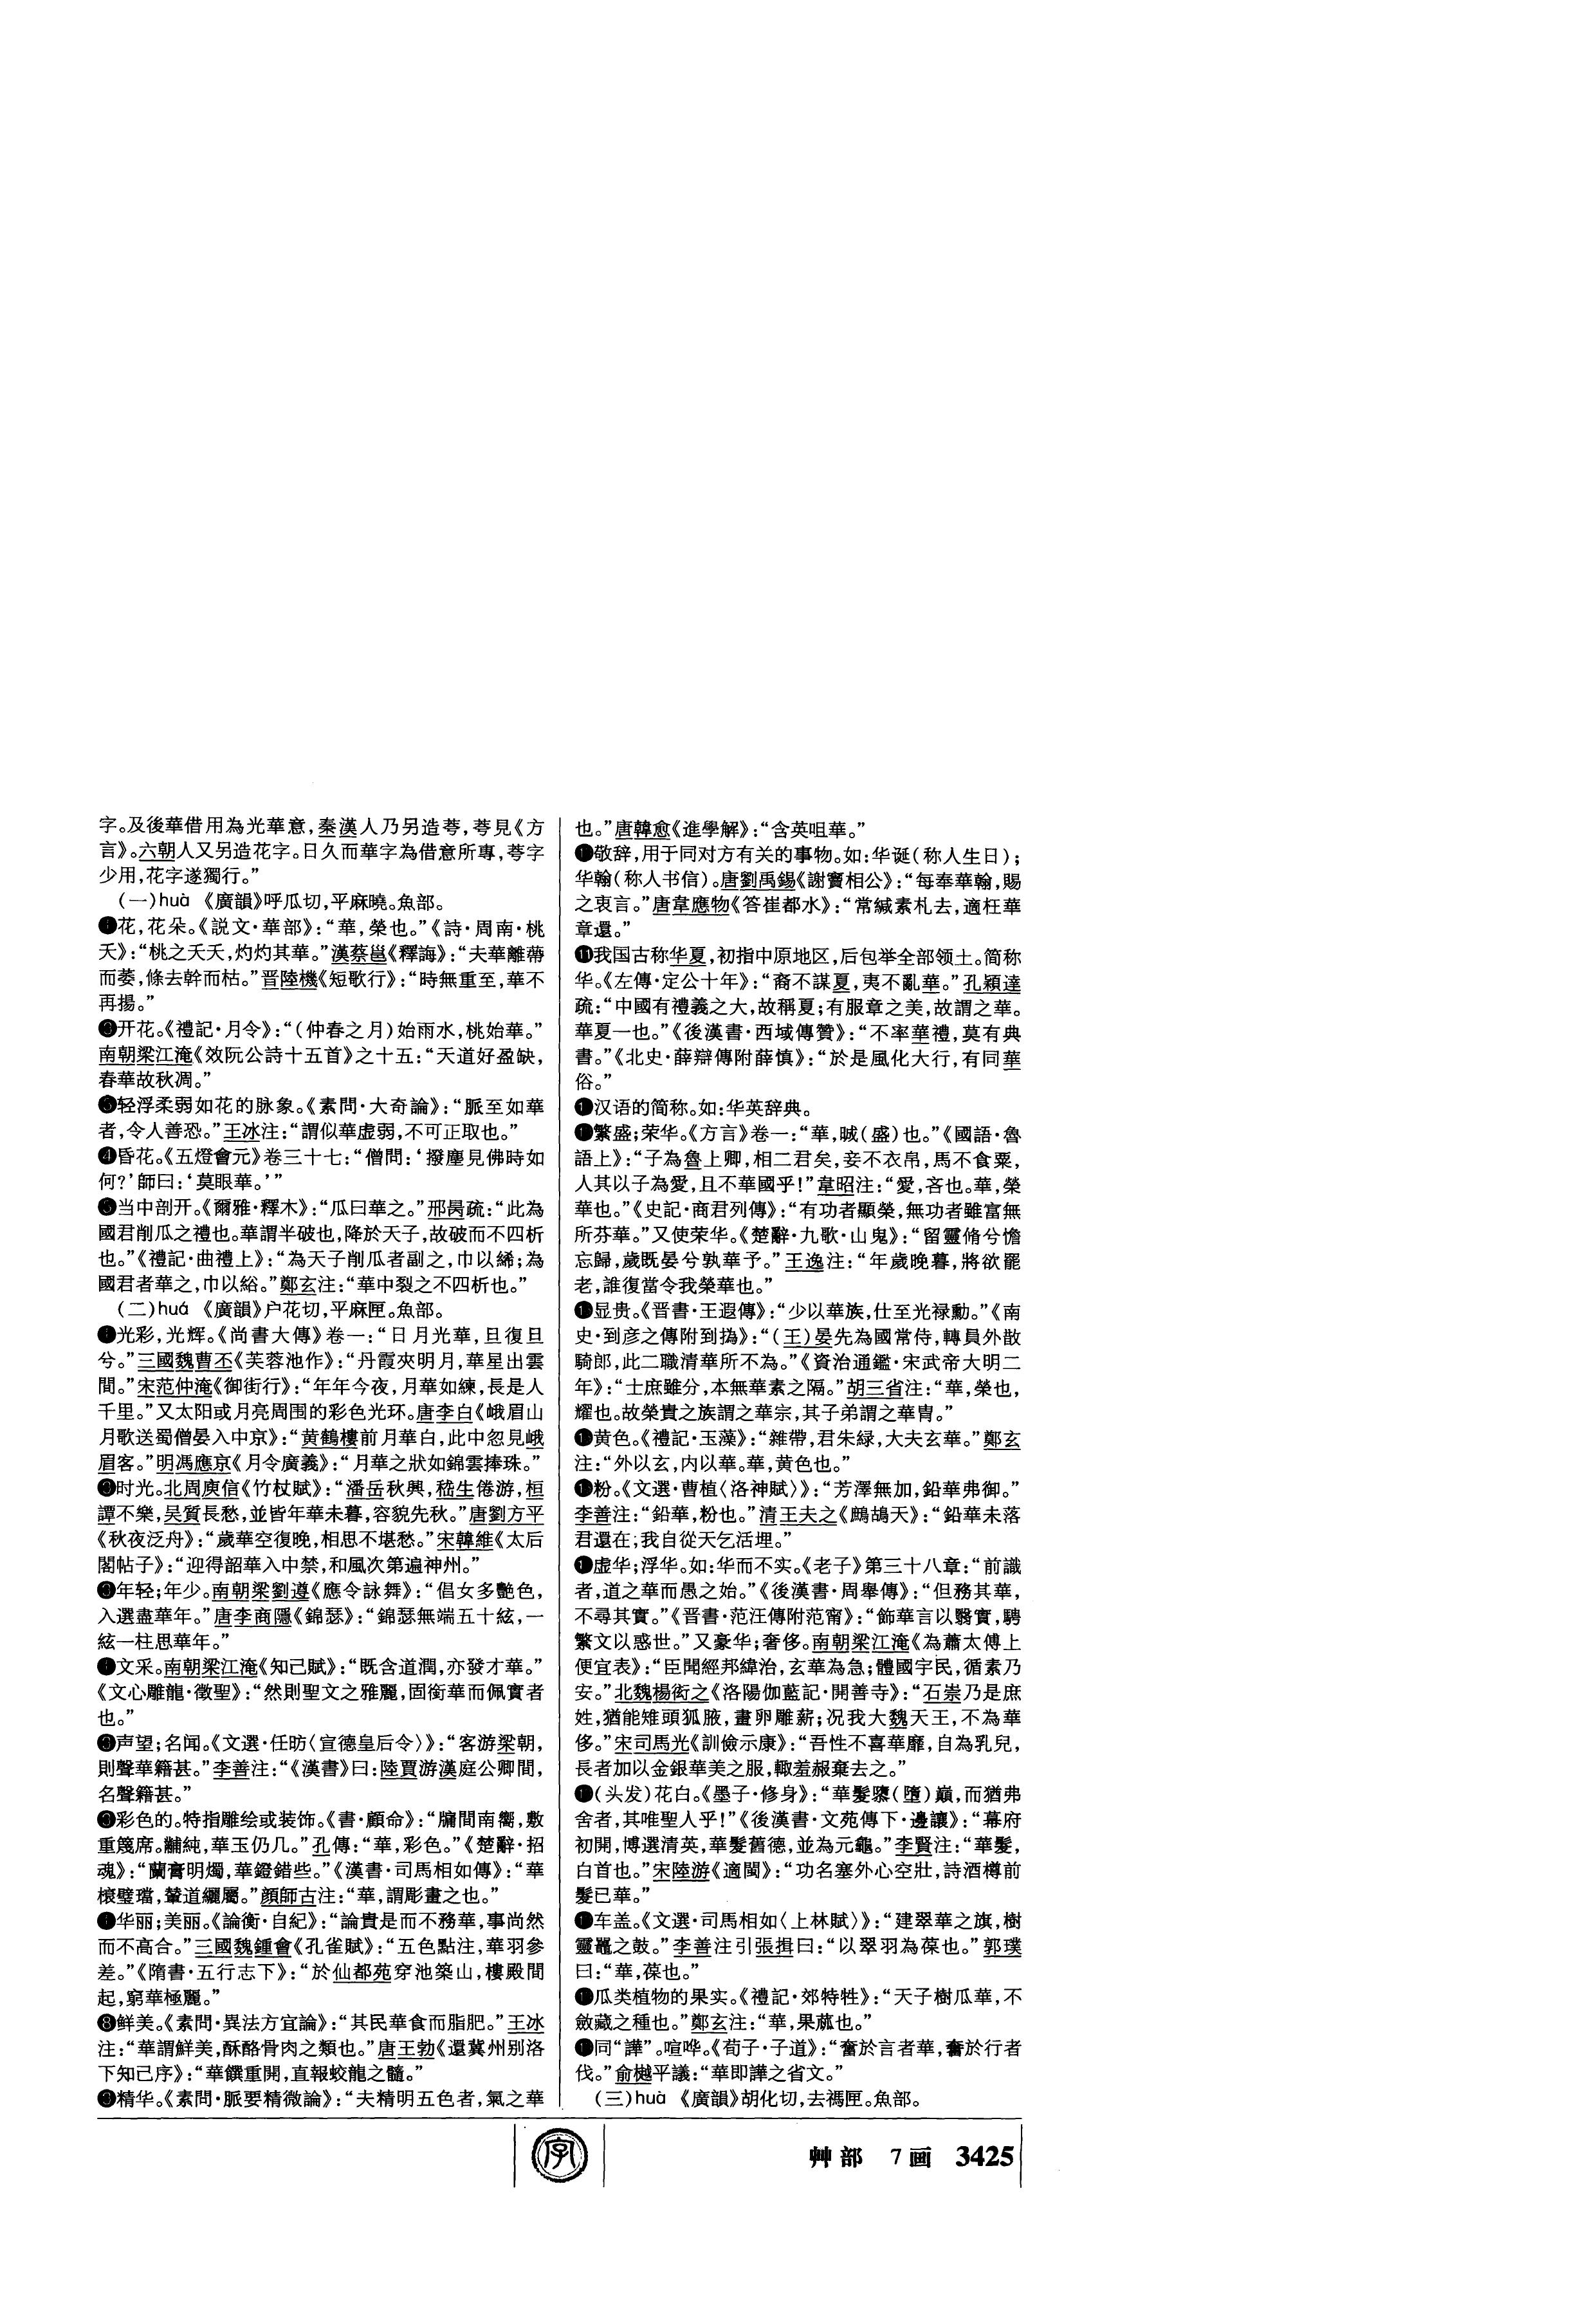 字。及後華借用為光華意，秦漢人乃另造荂，荂見《方
言》。六朝人又另造花字。日久而華字為借意所專，荂字
少用，花字遂獨行。”
（一）huā 《廣韻》呼瓜切，平麻曉。魚部。
❶花，花朵。《説文·華部》：“華，榮也。”《詩·周南·桃
夭》：“桃之夭夭，灼灼其華。”漢蔡邕《釋誨》：“夫華離蔕
而萎，條去幹而枯。”晋陸機《短歌行》：“時無重至，華不
再揚。”
❷开花。《禮記·月令》：“（仲春之月）始雨水，桃始華。”
南朝梁江淹《效阮公詩十五首》之十五：“天道好盈缺，
春華故秋凋。”
❸轻浮柔弱如花的脉象。《素問·大奇論》：“脈至如華
者，令人善恐。”王冰注：“謂似華虚弱，不可正取也。”
❹昏花。《五燈會元》卷三十七：“僧問：‘撥塵見佛時如
何？’師曰：‘莫眼華。’”
❺当中剖开。《爾雅·釋木》：“瓜曰華之。”邢昺疏：“此為
國君削瓜之禮也。華謂半破也，降於天子，故破而不四析
也。”《禮記·曲禮上》：“為天子削瓜者副之，巾以絺；為
國君者華之，巾以綌。”鄭玄注：“華中裂之不四析也。”
（二）huá 《廣韻》户花切，平麻匣。魚部。
❶光彩，光辉。《尚書大傳》卷一：“日月光華，旦復旦
兮。”三國魏曹丕《芙蓉池作》：“丹霞夾明月，華星出雲
間。”宋范仲淹《御街行》：“年年今夜，月華如練，長是人
千里。”又太阳或月亮周围的彩色光环。唐李白《峨眉山
月歌送蜀僧晏入中京》：“黄鶴樓前月華白，此中忽見峨
眉客。”明馮應京《月令廣義》：“月華之狀如錦雲捧珠。”
❷时光。北周庾信《竹杖賦》：“潘岳秋興，嵇生倦游，桓
譚不樂，吴質長愁，並皆年華未暮，容貌先秋。”唐劉方平
《秋夜泛舟》：“歲華空復晚，相思不堪愁。”宋韓維《太后
閣帖子》：“迎得韶華入中禁，和風次第遍神州。”
❸年轻；年少。南朝梁劉遵《應令詠舞》：“倡女多艷色，
入選盡華年。”唐李商隱《錦瑟》：“錦瑟無端五十絃，一
絃一柱思華年。”
❹文采。南朝梁江淹《知己賦》：“既含道潤，亦發才華。”
《文心雕龍·徵聖》：“然則聖文之雅麗，固銜華而佩實者
也。”
❺声望；名闻。《文選·任昉〈宣德皇后令〉》：“客游梁朝，
則聲華籍甚。”李善注：“《漢書》曰：陸賈游漢庭公卿間，
名聲籍甚。”
❻彩色的。特指雕绘或装饰。《書·顧命》：“牖間南嚮，敷
重篾席。黼純，華玉仍几。”孔傳：“華，彩色。”《楚辭·招
魂》：“蘭膏明燭，華鐙錯些。”《漢書·司馬相如傳》：“華
榱璧璫，輦道纚屬。”顔師古注：“華，謂彫畫之也。”
❼华丽；美丽。《論衡·自紀》：“論貴是而不務華，事尚然
而不高合。”三國魏鍾會《孔雀賦》：“五色點注，華羽參
差。”《隋書·五行志下》：“於仙都苑穿池築山，樓殿間
起，窮華極麗。”
❽鲜美。《素問·異法方宜論》：“其民華食而脂肥。”王冰
注：“華謂鮮美，酥酪骨肉之類也。”唐王勃《還冀州别洛
下知己序》：“華饌重開，直報蛟龍之髓。”
❾精华。《素問·脈要精微論》：“夫精明五色者，氣之華
也。”唐韓愈《進學解》：“含英咀華。”
❿敬辞，用于同对方有关的事物。如：华诞（称人生日）；
华翰（称人书信）。唐劉禹錫《謝竇相公》：“每奉華翰，賜
之衷言。”唐韋應物《答崔都水》：“常緘素札去，適枉華
章還。”
⓫我国古称华夏，初指中原地区，后包举全部领土。简称
华。《左傳·定公十年》：“裔不謀夏，夷不亂華。”孔穎達
疏：“中國有禮義之大，故稱夏；有服章之美，故謂之華。
華夏一也。”《後漢書·西域傳贊》：“不率華禮，莫有典
書。”《北史·薛辯傳附薛慎》：“於是風化大行，有同華
俗。”
⓬汉语的简称。如：华英辞典。
⓭繁盛；荣华。《方言》卷一：“華，晠（盛）也。”《國語·魯
語上》：“子為魯上卿，相二君矣，妾不衣帛，馬不食粟，
人其以子為愛，且不華國乎！”韋昭注：“愛，吝也。華，榮
華也。”《史記·商君列傳》：“有功者顯榮，無功者雖富無
所芬華。”又使荣华。《楚辭·九歌·山鬼》：“留靈脩兮憺
忘歸，歲既晏兮孰華予。”王逸注：“年歲晚暮，將欲罷
老，誰復當令我榮華也。”
⓮显贵。《晋書·王遐傳》：“少以華族，仕至光禄勳。”《南
史·到彦之傳附到撝》：“（王）晏先為國常侍，轉員外散
騎郎，此二職清華所不為。”《資治通鑑·宋武帝大明二
年》：“士庶雖分，本無華素之隔。”胡三省注：“華，榮也，
耀也。故榮貴之族謂之華宗，其子弟謂之華胄。”
⓯黄色。《禮記·玉藻》：“雜帶，君朱緑，大夫玄華。”鄭玄
注：“外以玄，内以華。華，黄色也。”
⓰粉。《文選·曹植〈洛神賦〉》：“芳澤無加，鉛華弗御。”
李善注：“鉛華，粉也。”清王夫之《鷓鴣天》：“鉛華未落
君還在；我自從天乞活埋。”
⓱虚华；浮华。如：华而不实。《老子》第三十八章：“前識
者，道之華而愚之始。”《後漢書·周舉傳》：“但務其華，
不尋其實。”《晋書·范汪傳附范甯》：“飾華言以翳實，騁
繁文以惑世。”又豪华；奢侈。南朝梁江淹《為蕭太傅上
便宜表》：“臣聞經邦緯治，玄華為急；體國宇民，循素乃
安。”北魏楊衒之《洛陽伽藍記·開善寺》：“石崇乃是庶
姓，猶能雉頭狐腋，畫卵雕薪；况我大魏天王，不為華
侈。”宋司馬光《訓儉示康》：“吾性不喜華靡，自為乳兒，
長者加以金銀華美之服，輙羞赧棄去之。”
⓲（头发）花白。《墨子·修身》：“華髮隳（墮）巔，而猶弗
舍者，其唯聖人乎！”《後漢書·文苑傳下·邊讓》：“幕府
初開，博選清英，華髮舊德，並為元龜。”李賢注：“華髮，
白首也。”宋陸游《適閩》：“功名塞外心空壯，詩酒樽前
髮已華。”
⓳车盖。《文選·司馬相如〈上林賦〉》：“建翠華之旗，樹
靈鼉之鼓。”李善注引張揖曰：“以翠羽為葆也。”郭璞
曰：“華，葆也。”
⓴瓜类植物的果实。《禮記·郊特牲》：“天子樹瓜華，不
斂藏之種也。”鄭玄注：“華，果蓏也。”
同“譁”。喧哗。《荀子·子道》：“奮於言者華，奮於行者
伐。”俞樾平議：“華即譁之省文。”
（三）huà 《廣韻》胡化切，去禡匣。魚部。
字
艸部 7画 3425